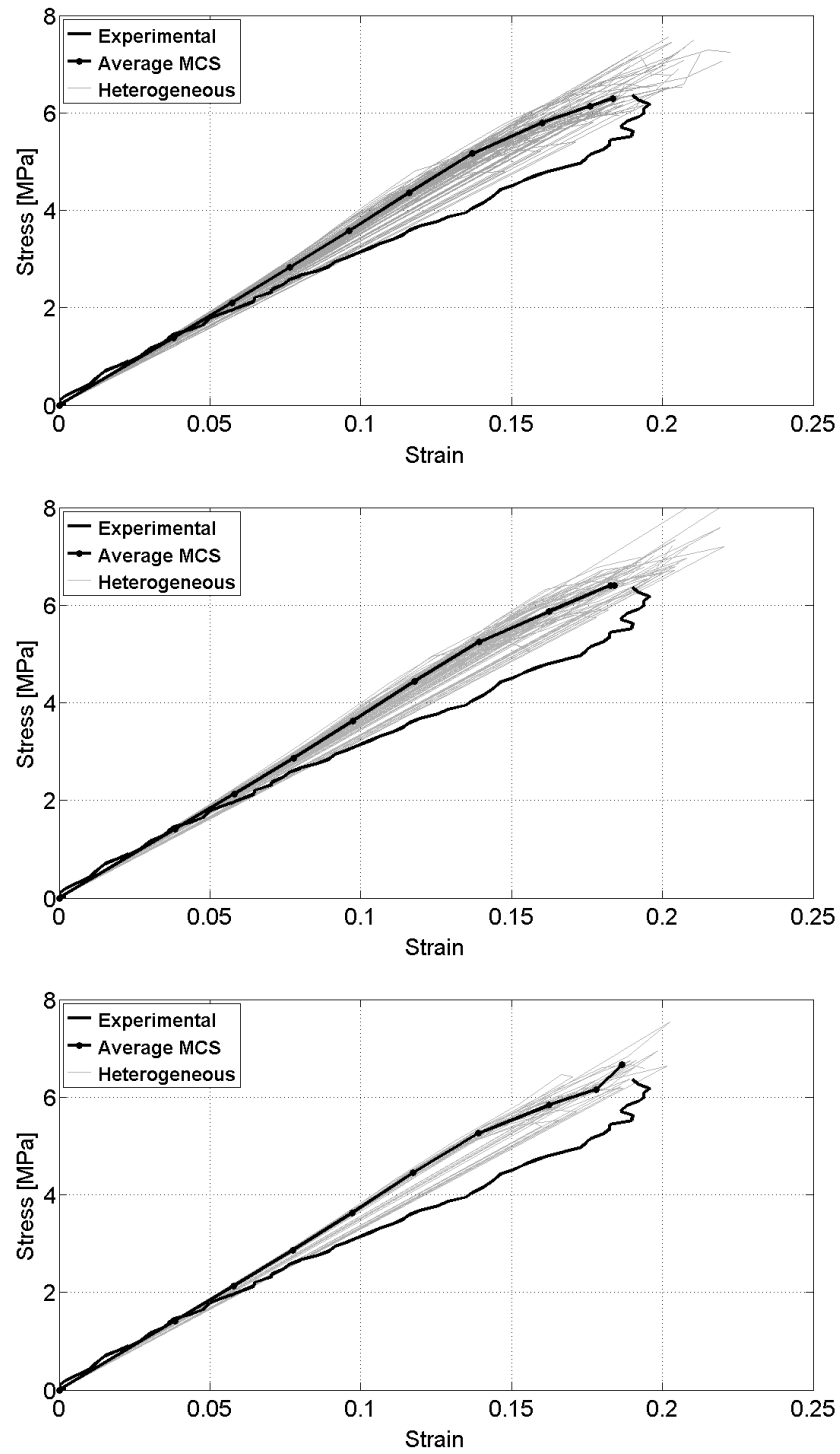 8
Experimental
Average MCS
Heterogeneous
6
4
2
0
Stress [MPa]
0 0.05 0.1 0.15 0.2 0.25
Strain
8
Experimental
Average MCS
Heterogeneous
6
4
2
0
Stress [MPa]
0 0.05 0.1 0.15 0.2 0.25
Strain
8
Experimental
Average MCS
Heterogeneous
6
4
2
0
Stress [MPa]
0 0.05 0.1 0.15 0.2 0.25
Strain